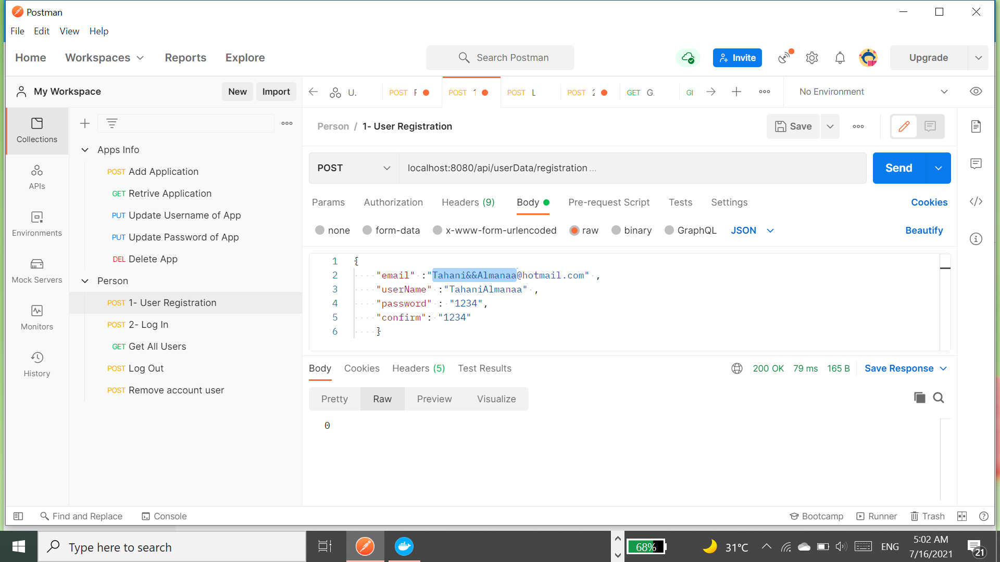 Postman
File Edit View Help
Home Workspaces Reports Explore
Search Postman
Invite
Upgrade
My Workspace
New Import
U.
POST
POST 1
POST L
POST 2
GET G.
GI
No Environment
Collections
APIs
Environments
Mock Servers
Monitors
History
Apps Info
POST Add Application
GET Retrive Application
PUT Update Username of App
PUT Update Password of App
DEL Delete App
Person
POST 1- User Registration
POST 2- Log In
GET Get All Users
POST Log Out
POST Remove account user
Person / 1- User Registration
Save
POST localhost:8080/api/userData/registration ...
Send
Params Authorization Headers (9) Body Pre-request Script Tests Settings Cookies
none form-data x-www-form-urlencoded raw binary GraphQL JSON Beautify
1 {
2 "email" :"Tahani&&Almanaa@hotmail.com" ,
3 "userName" :"TahaniAlmanaa" ,
4 "password" : "1234",
5 "confirm": "1234"
6 }
Body Cookies Headers (5) Test Results 200 OK 79 ms 165 B Save Response
Pretty Raw Preview Visualize
0
Find and Replace Console
Bootcamp Runner Trash
Type here to search
68%
31°C
ENG
5:02 AM
7/16/2021
21